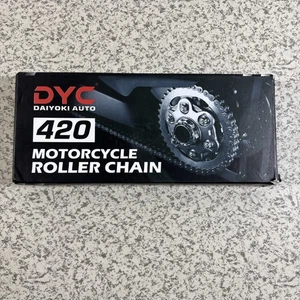 DYC
DAIYOKI AUTO
420
MOTORCYCLE
ROLLER CHAIN